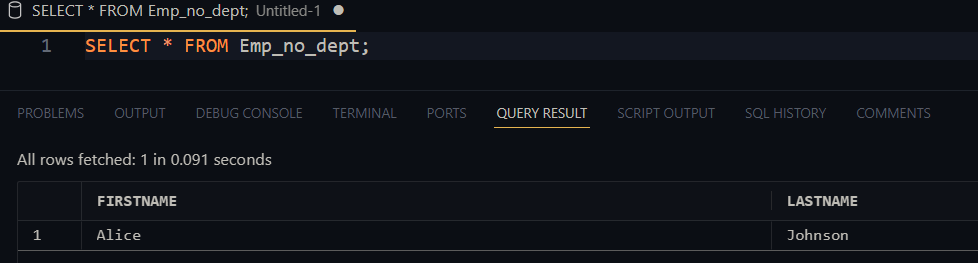 SELECT * FROM Emp_no_dept; Untitled-1
1 SELECT * FROM Emp_no_dept;
PROBLEMS OUTPUT DEBUG CONSOLE TERMINAL PORTS QUERY RESULT SCRIPT OUTPUT SQL HISTORY COMMENTS
All rows fetched: 1 in 0.091 seconds
FIRSTNAME LASTNAME
1 Alice Johnson